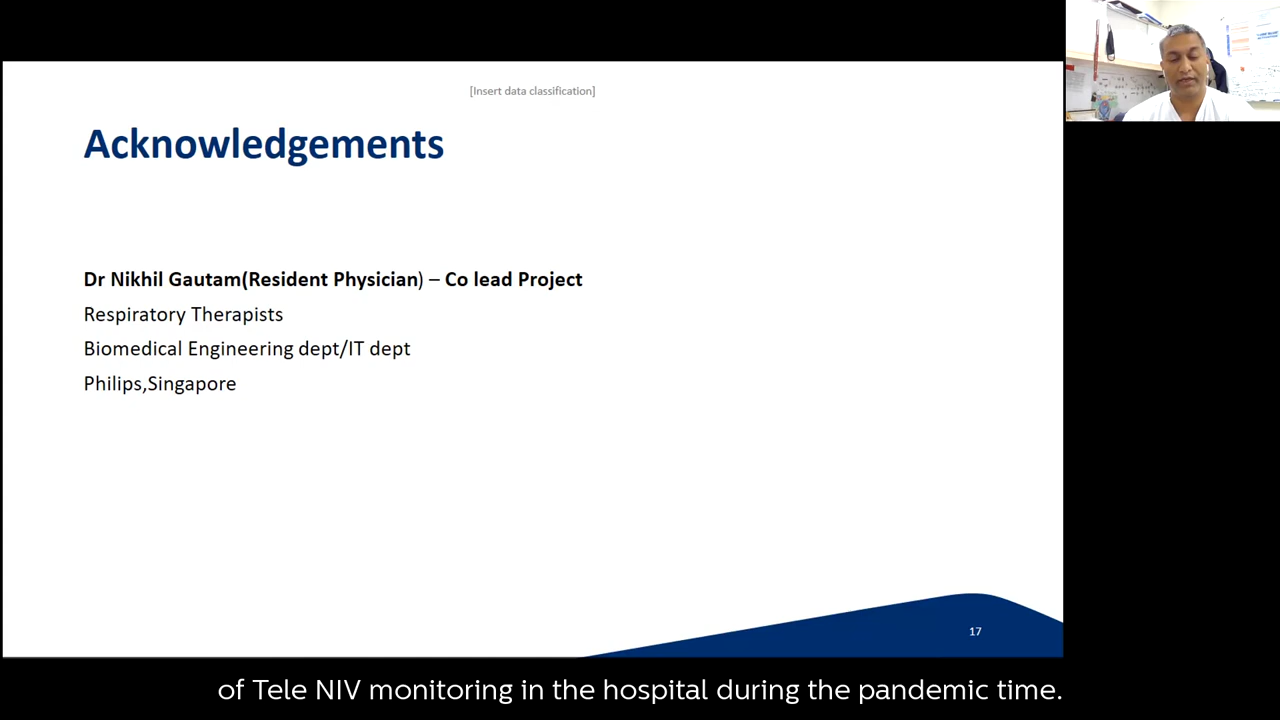 [Insert data classification]
Acknowledgements
Dr Nikhil Gautam(Resident Physician) – Co lead Project
Respiratory Therapists
Biomedical Engineering dept/IT dept
Philips,Singapore
17
of Tele NIV monitoring in the hospital during the pandemic time.